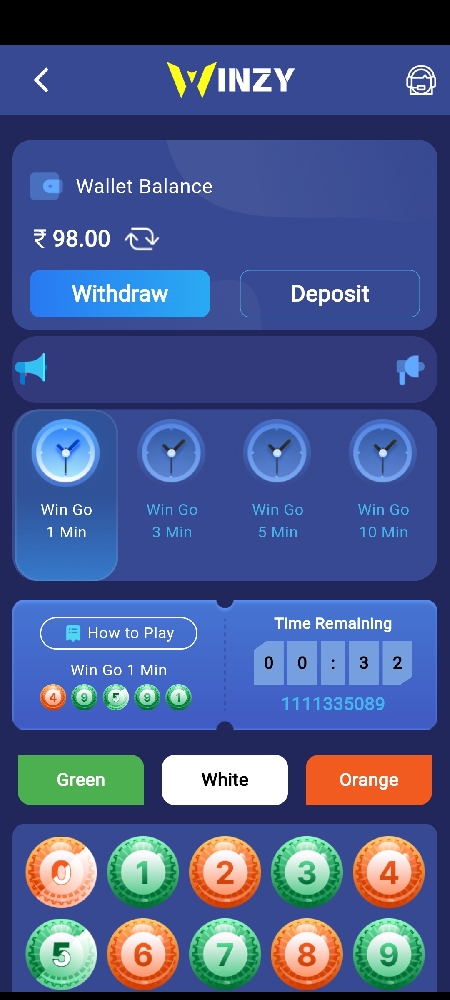 WINZY
Wallet Balance
₹ 98.00
Withdraw
Deposit
Win Go
1 Min
Win Go
3 Min
Win Go
5 Min
Win Go
10 Min
How to Play
Win Go 1 Min
4 9 5 9 1
Time Remaining
0 0 : 3 2
1111335089
Green
White
Orange
0 1 2 3 4
5 6 7 8 9